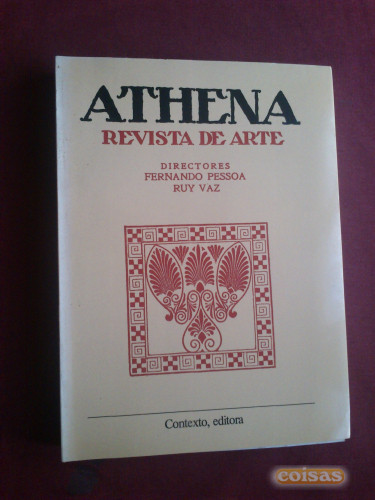 ATHENA
REVISTA DE ARTE
DIRECTORES
FERNANDO PESSOA
RUY VAZ
Contexto, editora
coisas